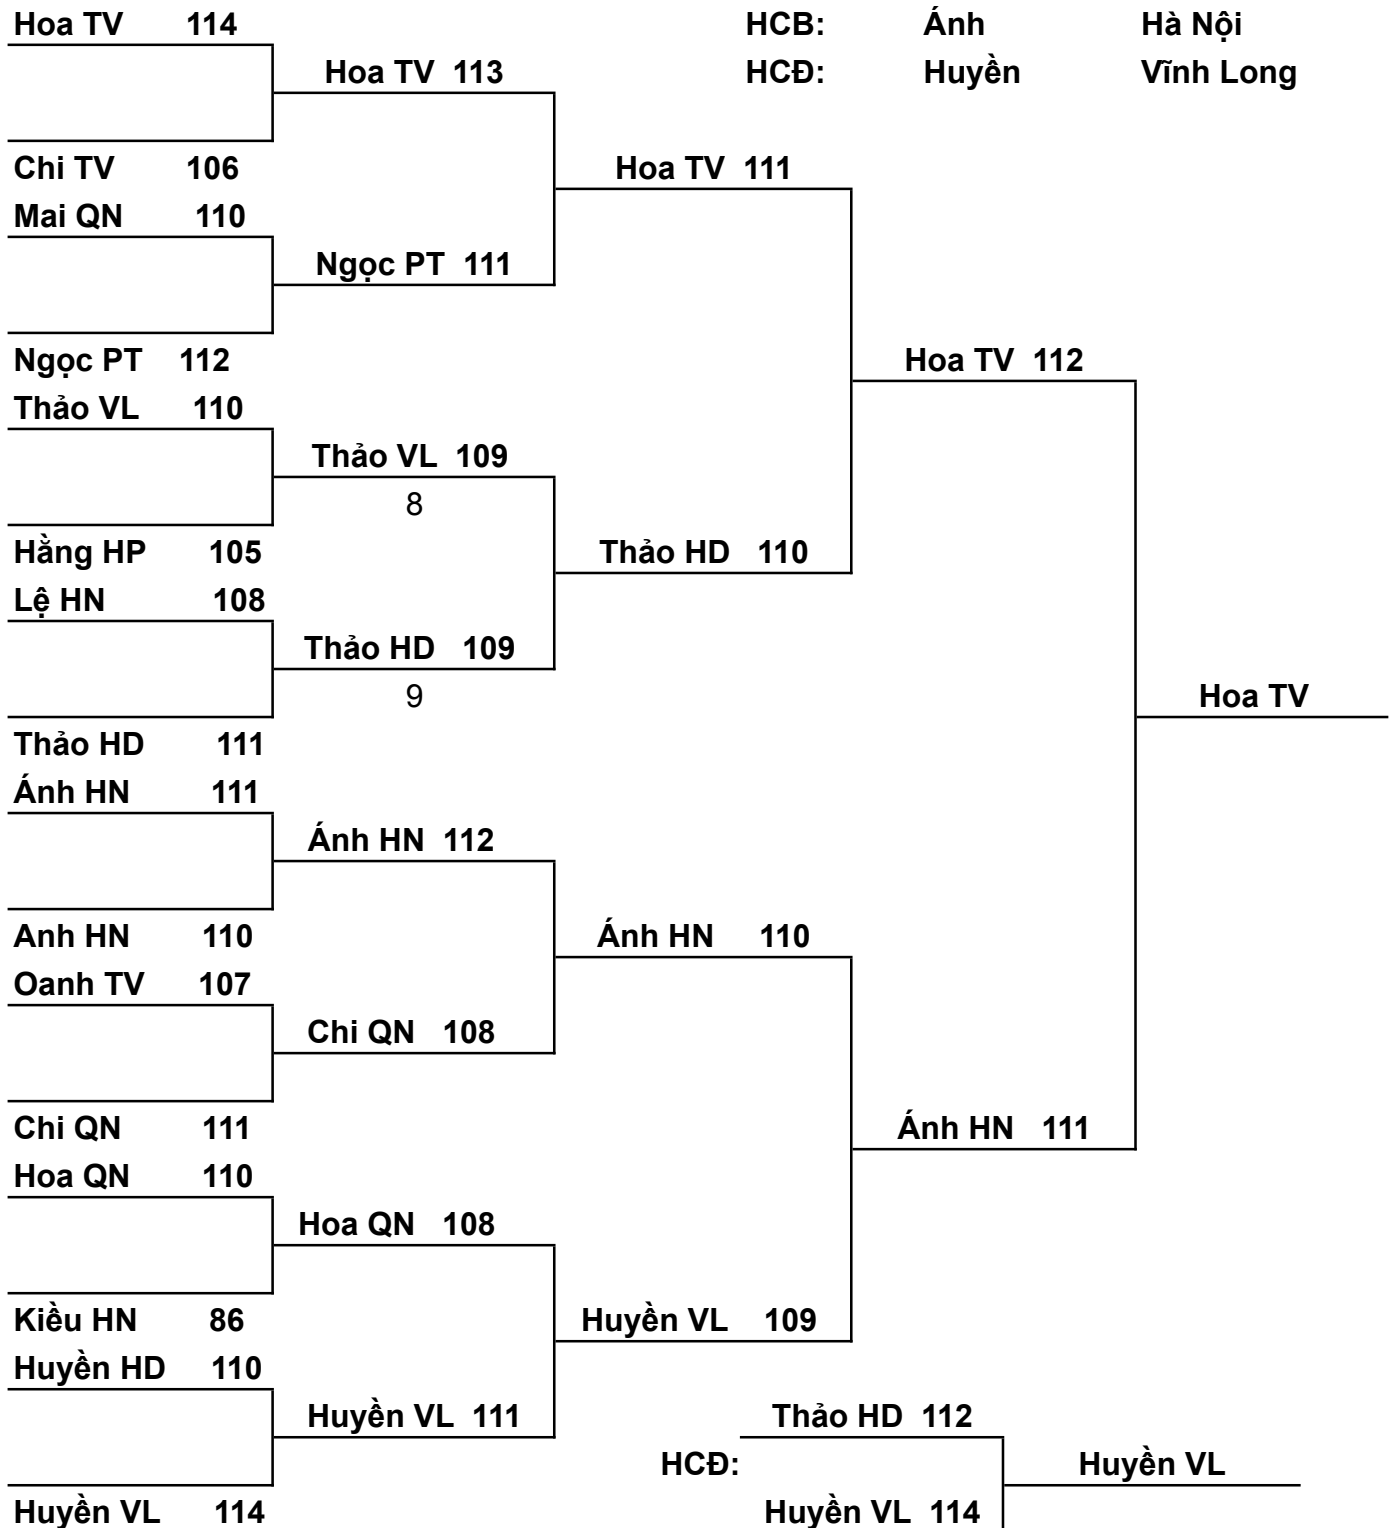 Hoa TV 114 HCB: Ánh Hà Nội
Hoa TV 113 HCĐ: Huyền Vĩnh Long
Chi TV 106 Hoa TV 111
Mai QN 110
Ngọc PT 111
Ngọc PT 112 Hoa TV 112
Thảo VL 110
Thảo VL 109
8
Hằng HP 105 Thảo HD 110
Lệ HN 108
Thảo HD 109
9 Hoa TV
Thảo HD 111
Ánh HN 111
Ánh HN 112
Anh HN 110 Ánh HN 110
Oanh TV 107
Chi QN 108
Chi QN 111 Ánh HN 111
Hoa QN 110
Hoa QN 108
Kiều HN 86 Huyền VL 109
Huyền HD 110
Huyền VL 111 Thảo HD 112
HCĐ: Huyền VL
Huyền VL 114 Huyền VL 114